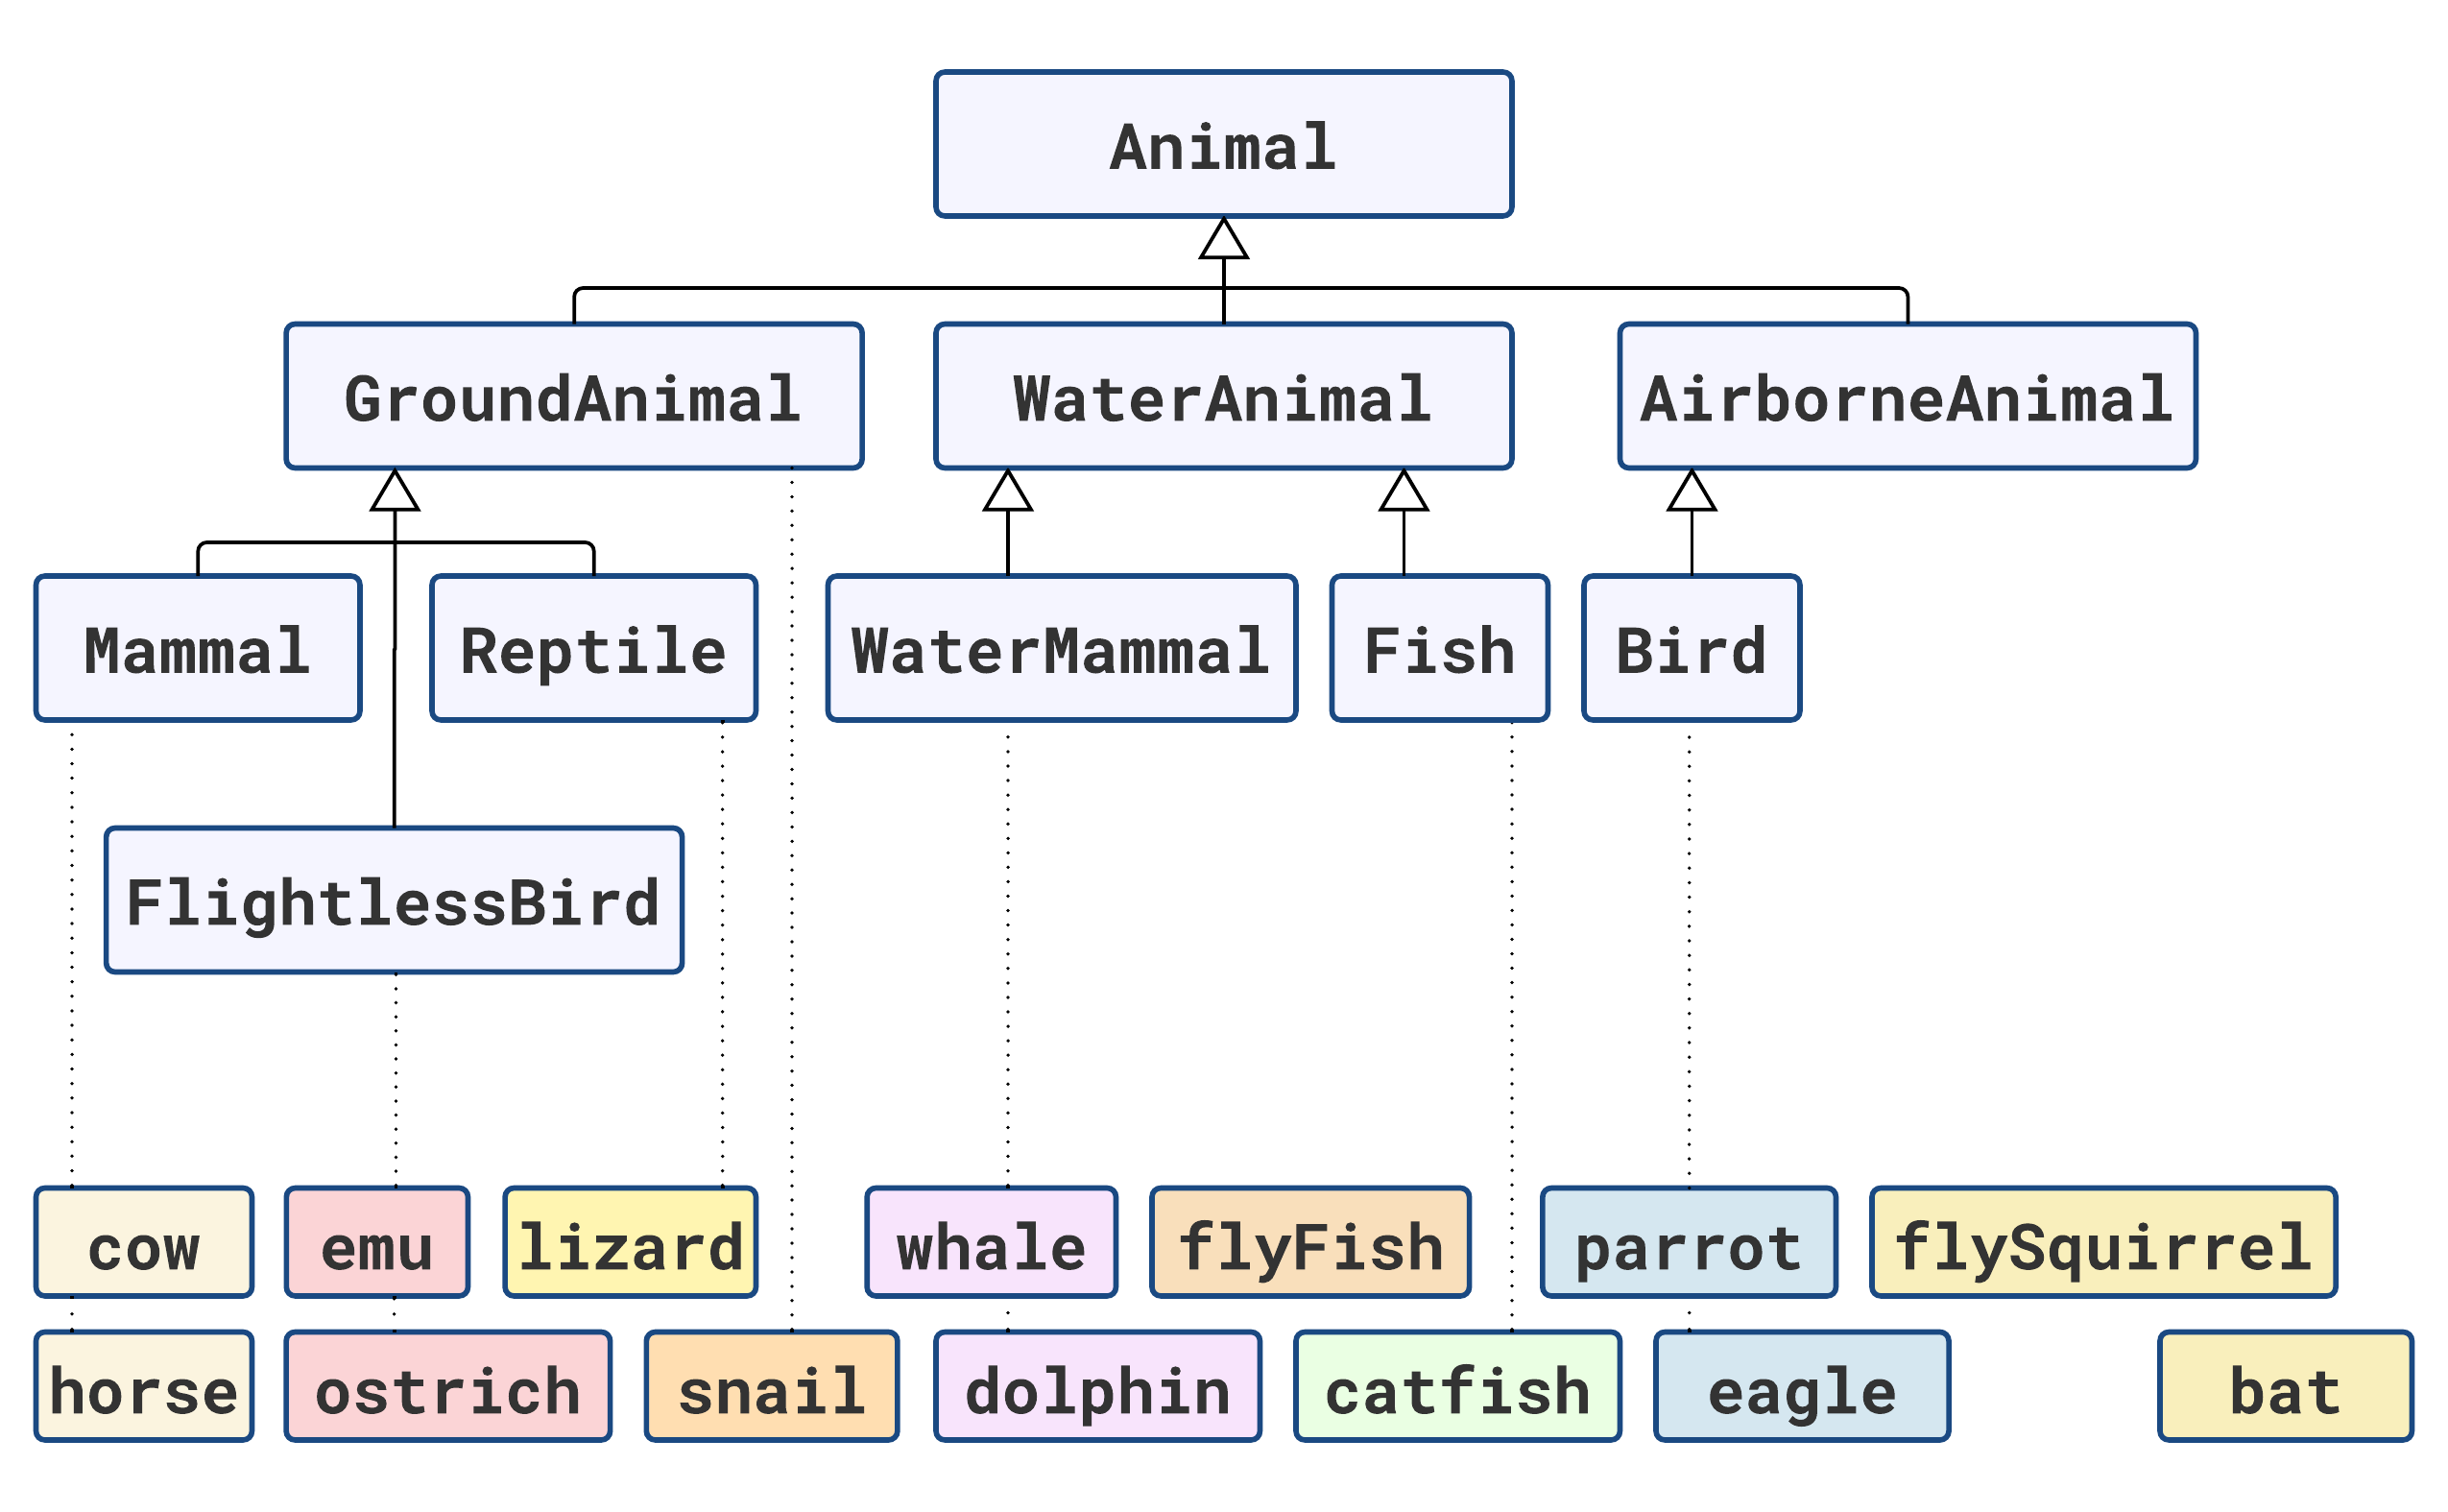 Animal
GroundAnimal
WaterAnimal
AirborneAnimal
Mammal
Reptile
WaterMammal
Fish
Bird
FlightlessBird
cow
emu
lizard
whale
flyFish
parrot
flySquirrel
horse
ostrich
snail
dolphin
catfish
eagle
bat